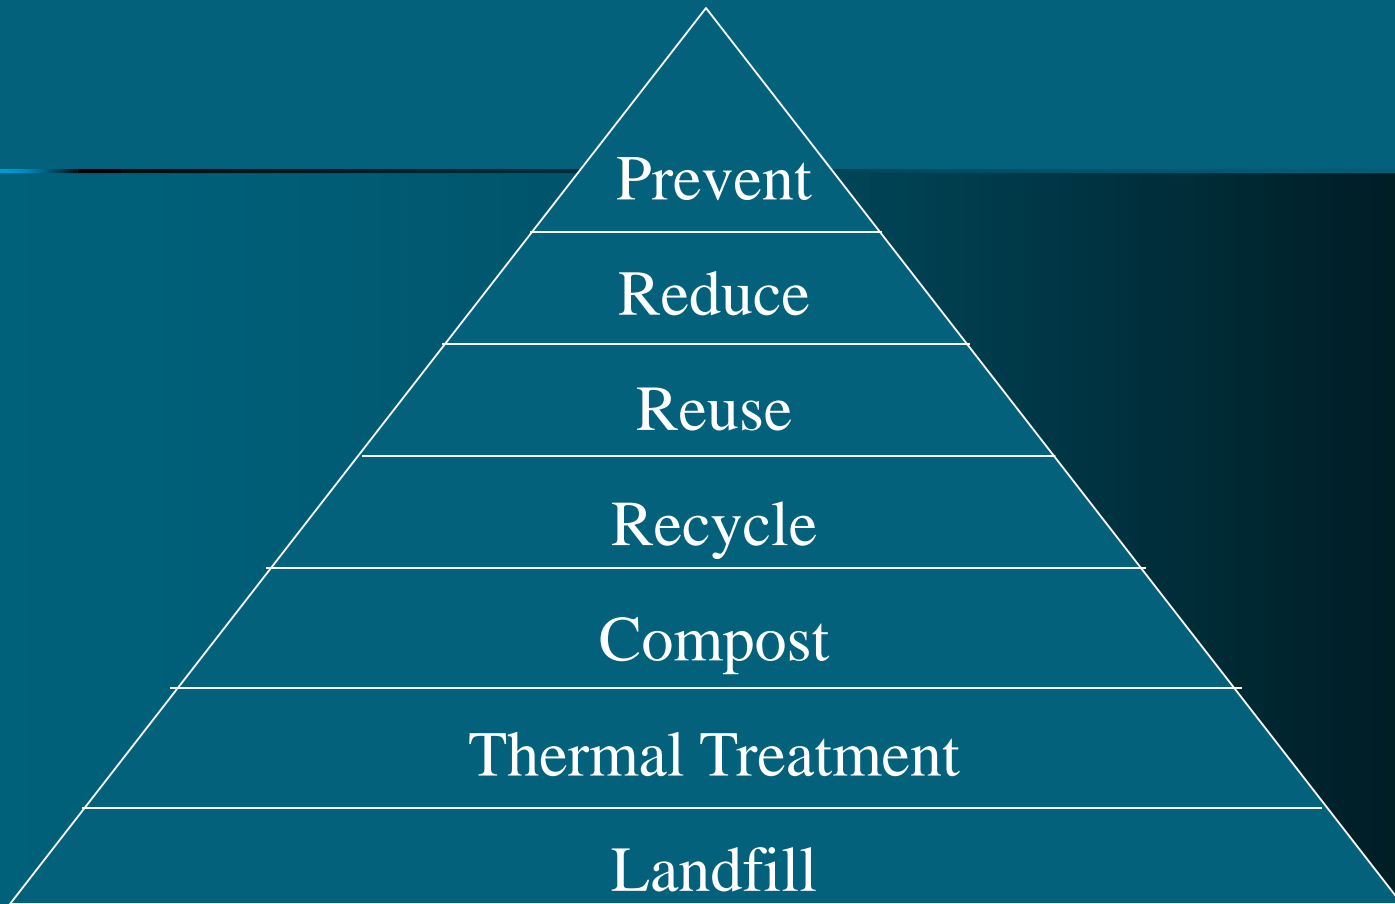 Prevent
Reduce
Reuse
Recycle
Compost
Thermal Treatment
Landfill